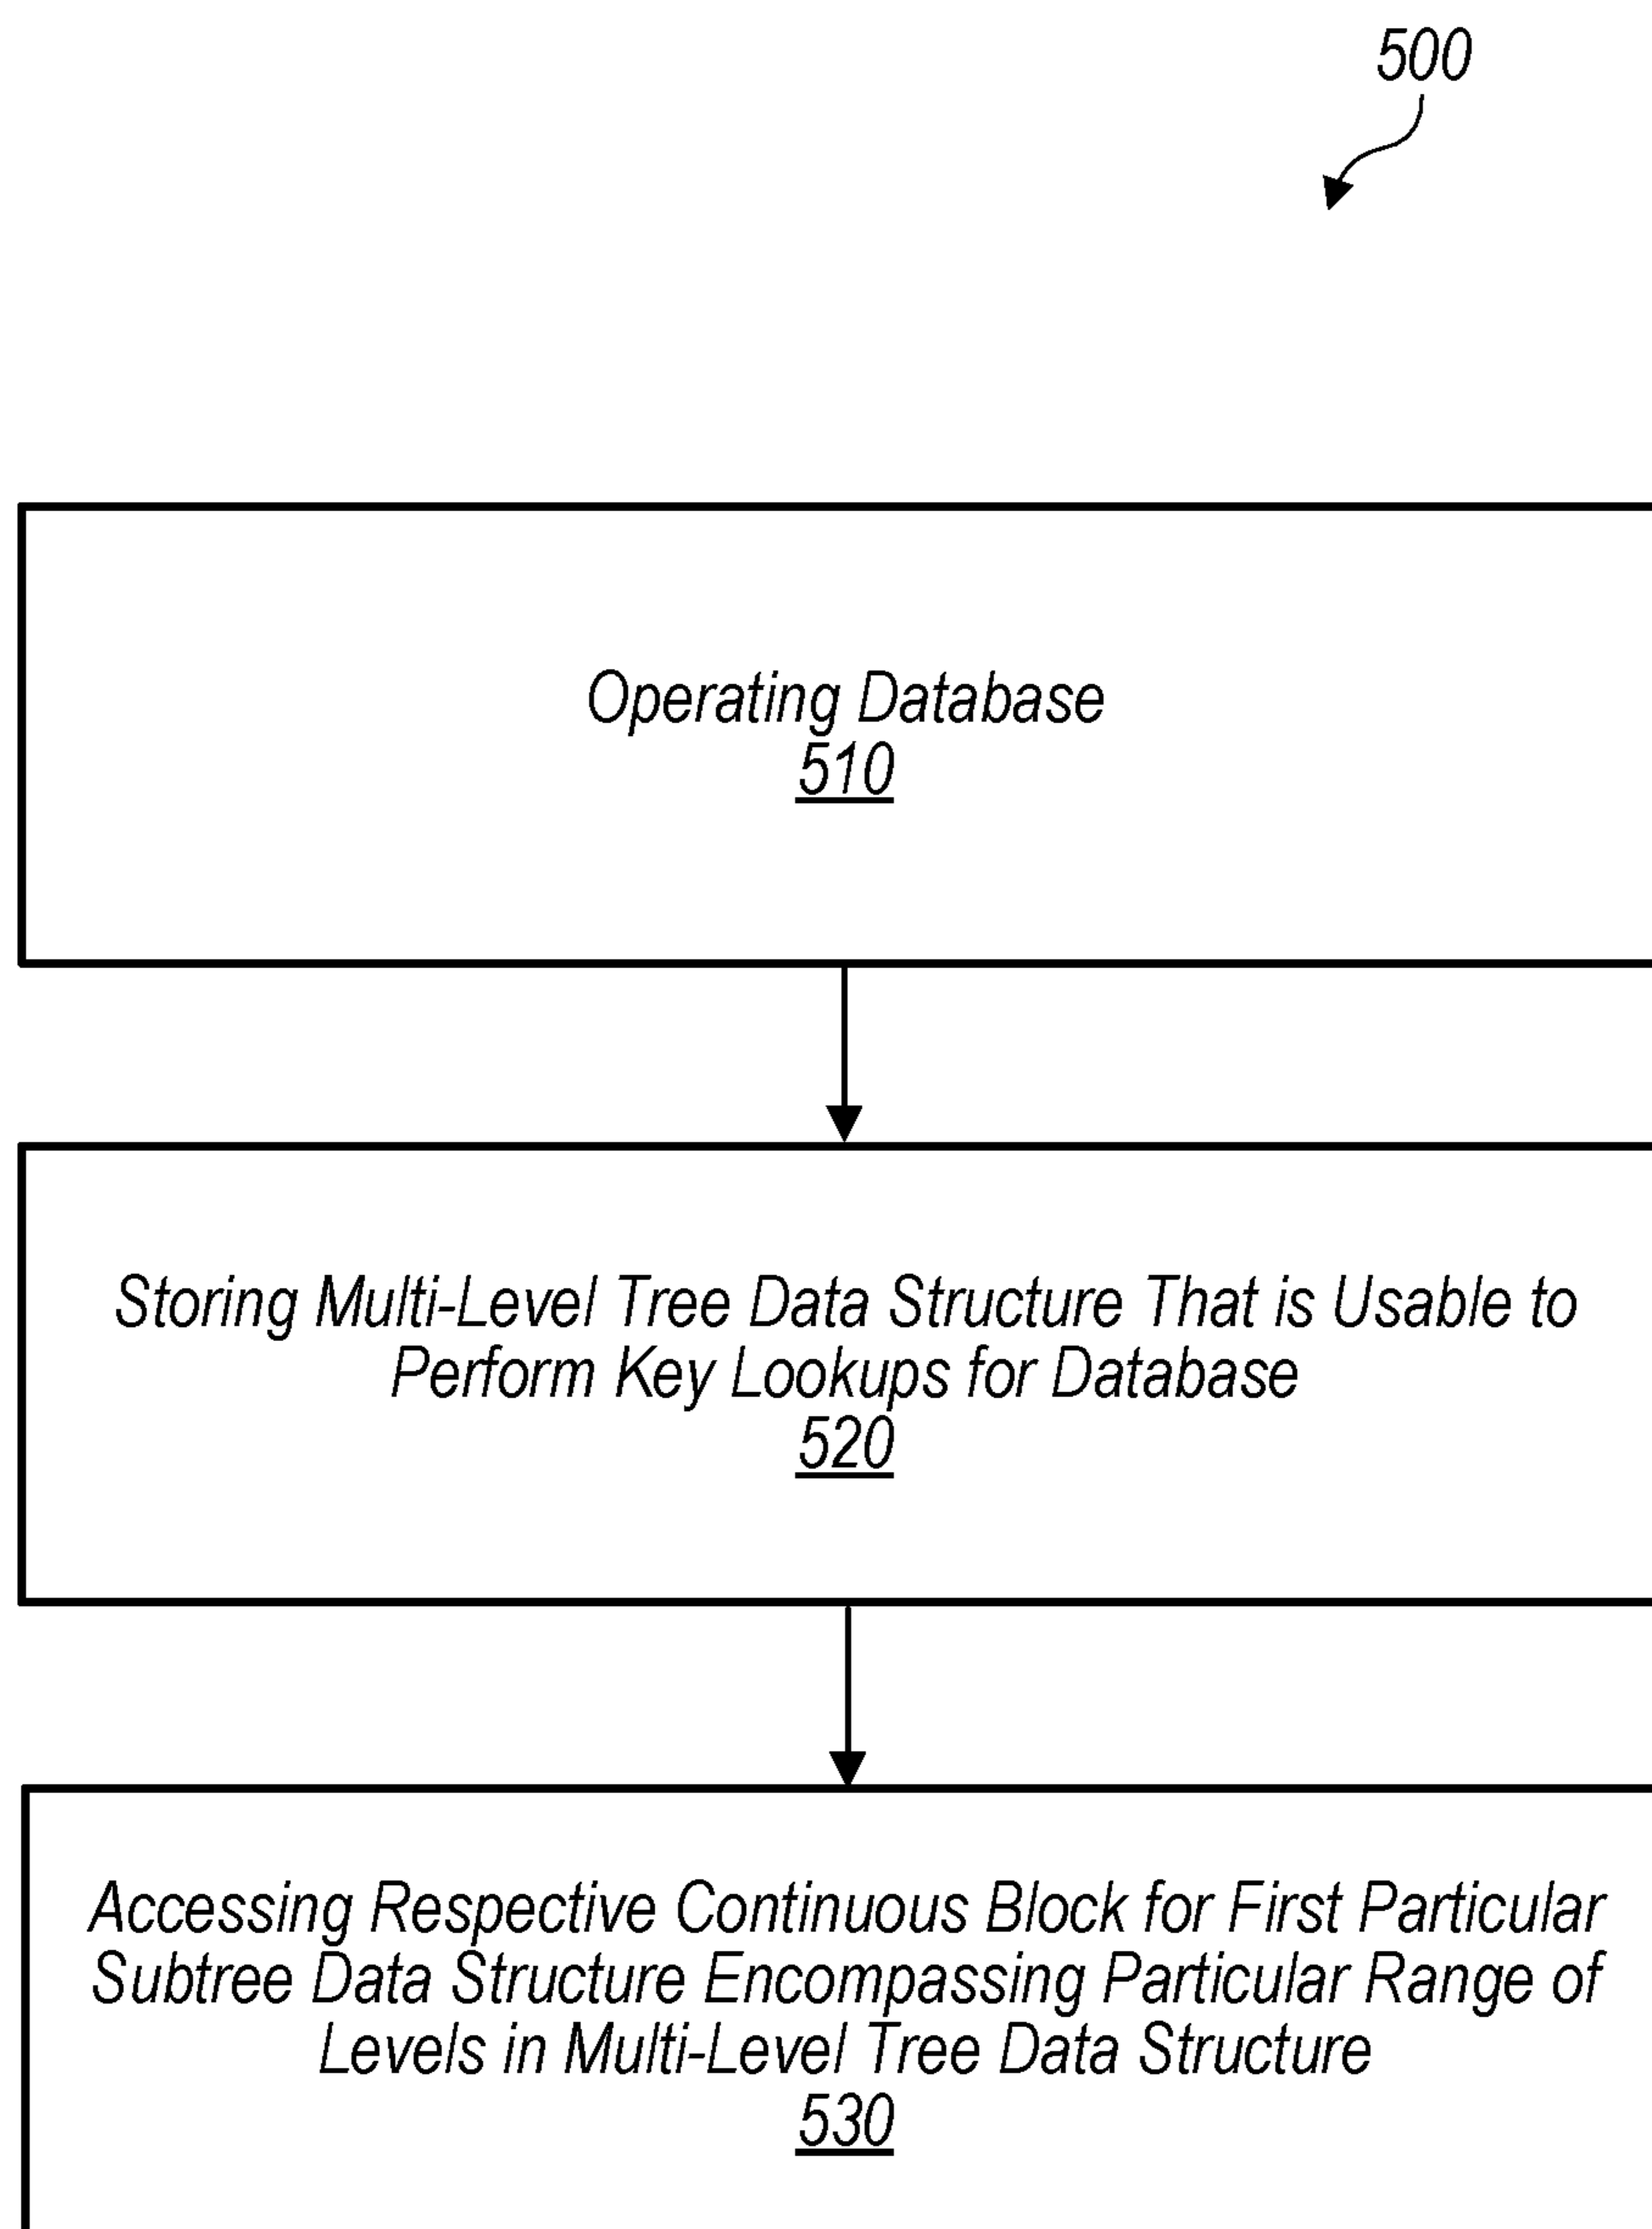 500
Operating Database
510
Storing Multi-Level Tree Data Structure That is Usable to
Perform Key Lookups for Database
520
Accessing Respective Continuous Block for First Particular
Subtree Data Structure Encompassing Particular Range of
Levels in Multi-Level Tree Data Structure
530